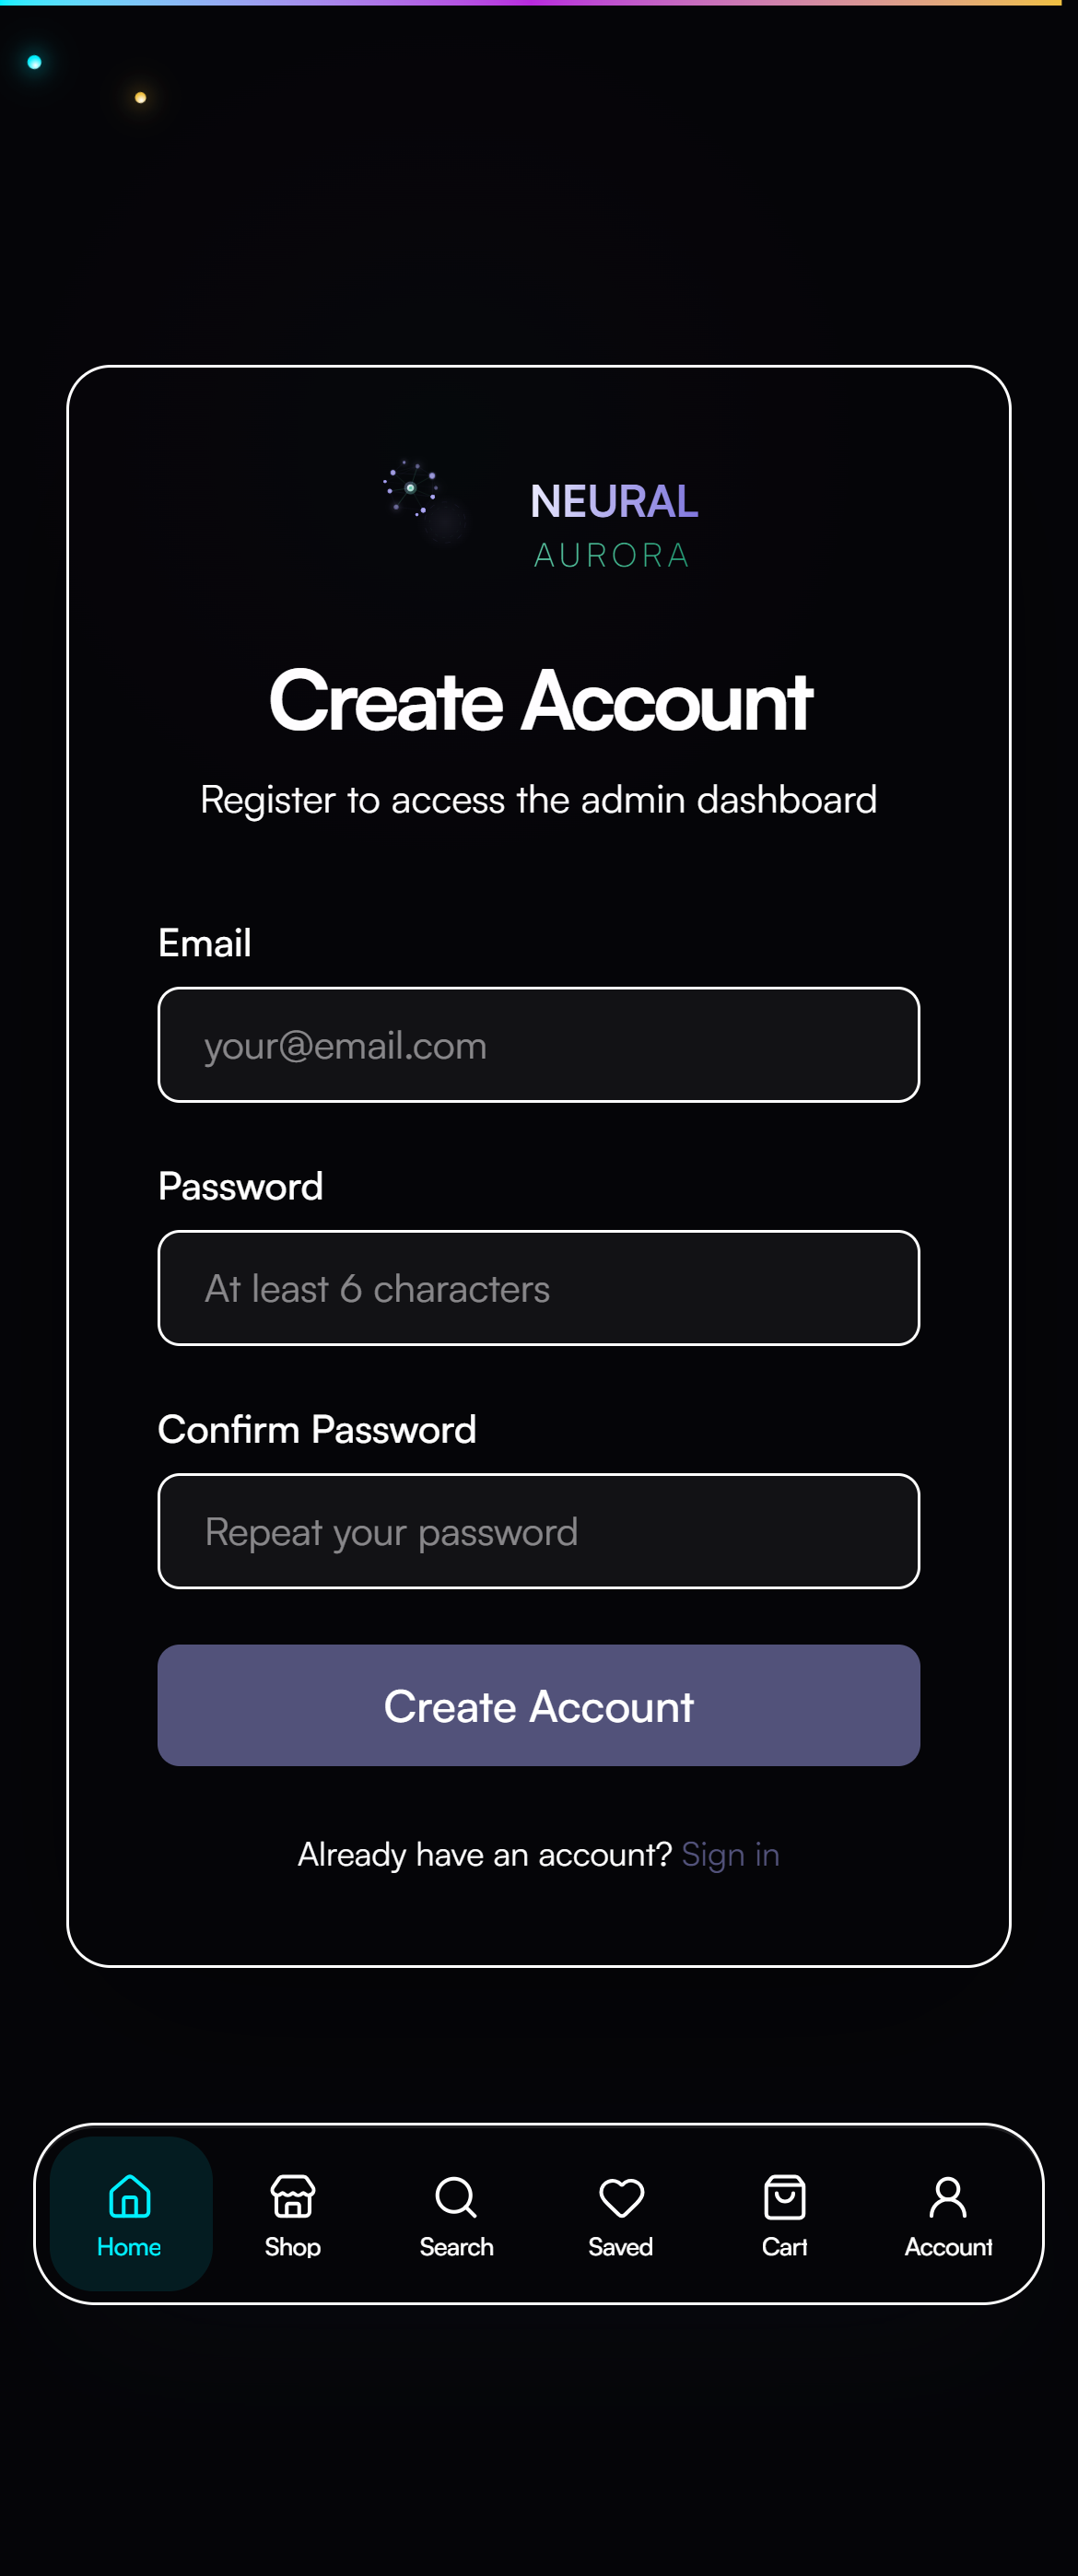 NEURAL
AURORA
Create Account
Register to access the admin dashboard
Email
your@email.com
Password
At least 6 characters
Confirm Password
Repeat your password
Create Account
Already have an account? Sign in
Home
Shop
Search
Saved
Cart
Account